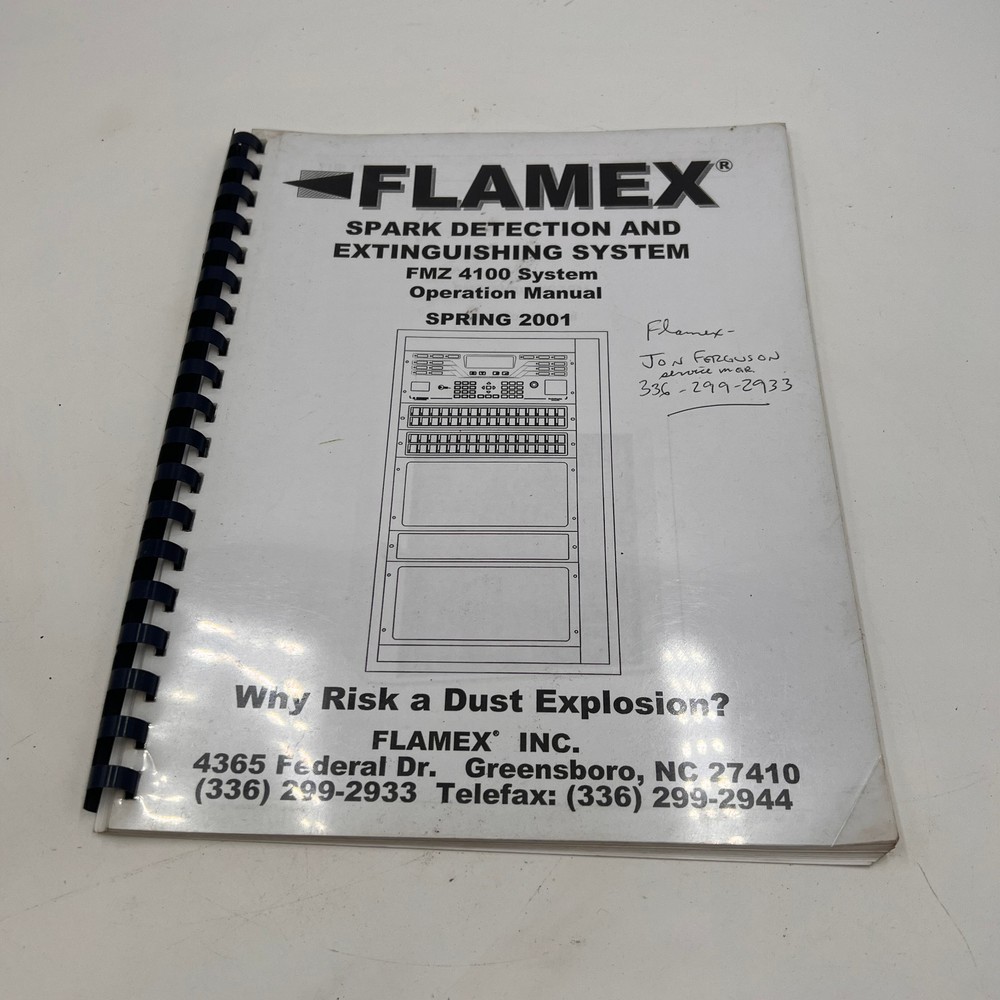 FLAMEX®
SPARK DETECTION AND
EXTINGUISHING SYSTEM
FMZ 4100 System
Operation Manual
SPRING 2001
Flamex-
JON FERGUSON
service mgr.
336-299-2933
Why Risk a Dust Explosion?
FLAMEX® INC.
4365 Federal Dr. Greensboro, NC 27410
(336) 299-2933 Telefax: (336) 299-2944